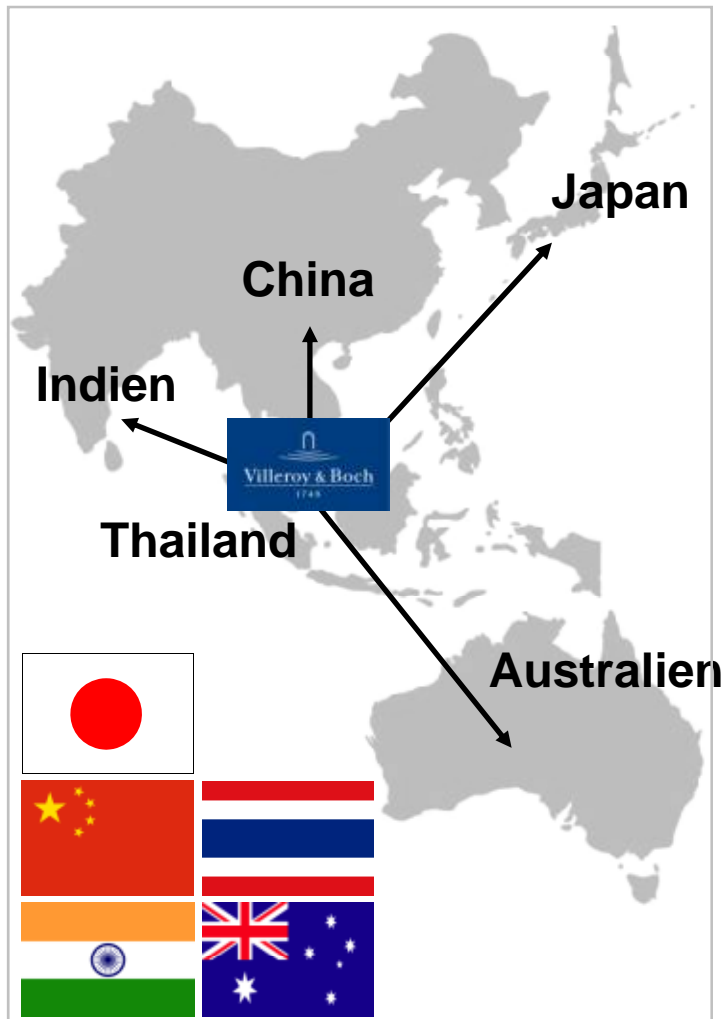 Japan
China
Indien
Villeroy & Boch
1748
Thailand
Australien